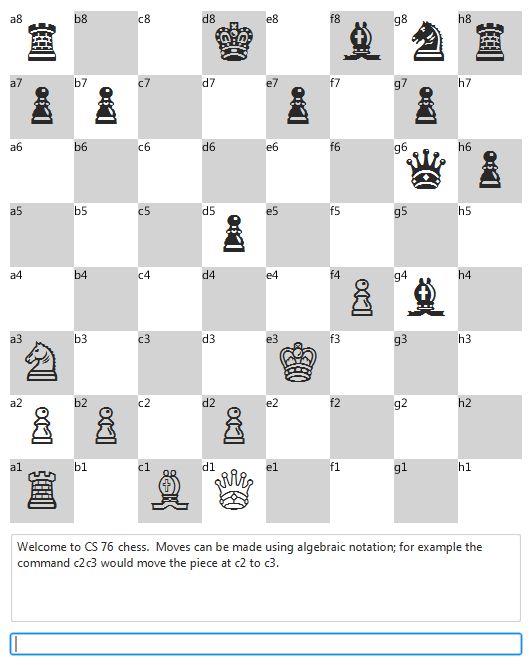 a8 b8 c8 d8 e8 f8 g8 h8
a7 b7 c7 d7 e7 f7 g7 h7
a6 b6 c6 d6 e6 f6 g6 h6
a5 b5 c5 d5 e5 f5 g5 h5
a4 b4 c4 d4 e4 f4 g4 h4
a3 b3 c3 d3 e3 f3 g3 h3
a2 b2 c2 d2 e2 f2 g2 h2
a1 b1 c1 d1 e1 f1 g1 h1
Welcome to CS 76 chess.  Moves can be made using algebraic notation; for example the
command c2c3 would move the piece at c2 to c3.